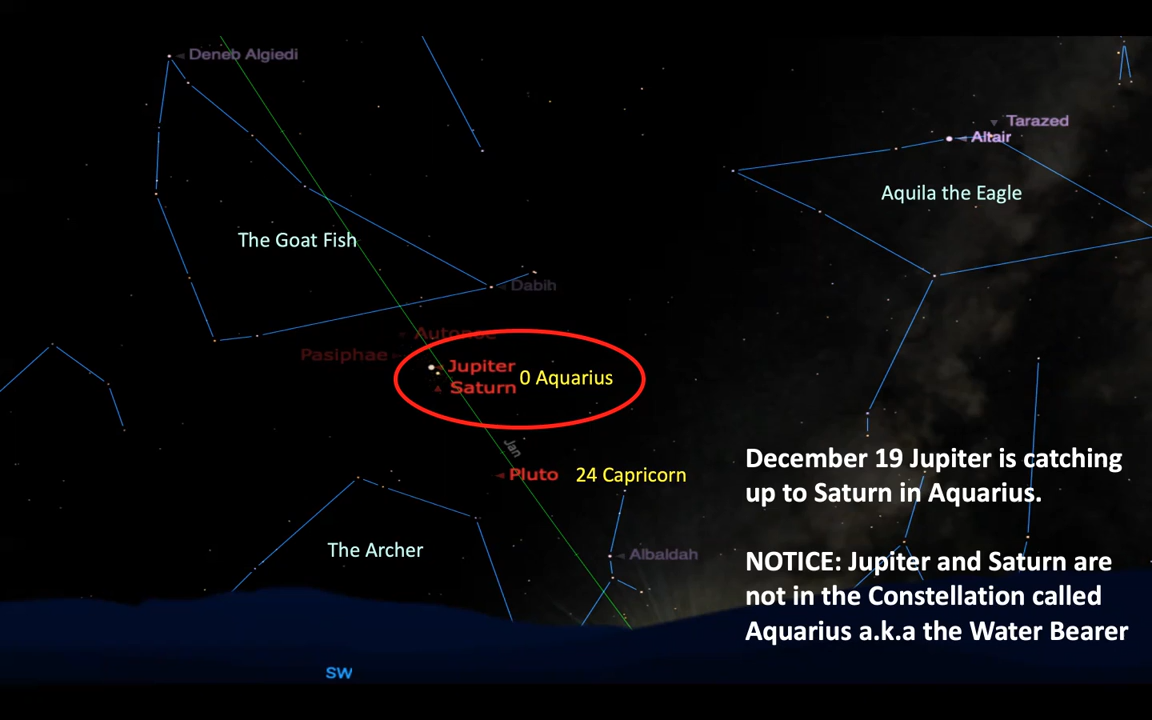 Deneb Algiedi
Tarazed
Altair
Aquila the Eagle
The Goat Fish
Dabih
Autonoe
Pasiphae
Jupiter
0 Aquarius
Saturn
Jan
Pluto
24 Capricorn
December 19 Jupiter is catching
up to Saturn in Aquarius.
The Archer
Albaldah
NOTICE: Jupiter and Saturn are
not in the Constellation called
Aquarius a.k.a the Water Bearer
SW